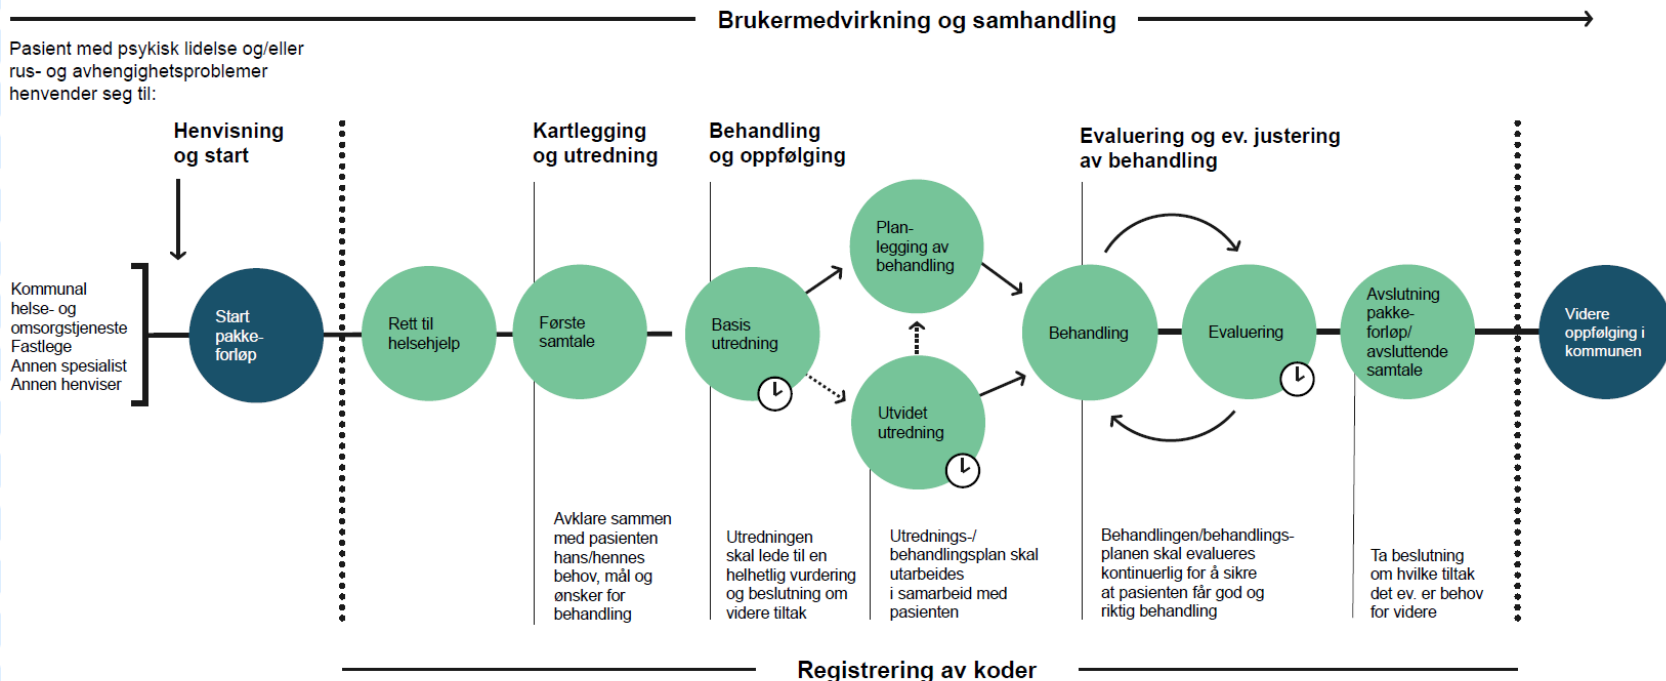 Brukermedvirkning og samhandling
Pasient med psykisk lidelse og/eller
rus- og avhengighetsproblemer
henvender seg til:
Henvisning
og start
Kartlegging
og utredning
Behandling
og oppfølging
Evaluering og ev. justering
av behandling
Kommunal
helse- og
omsorgstjeneste
Fastlege
Annen spesialist
Annen henviser
Start
pakke-
forløp
Rett til
helsehjelp
Første
samtale
Basis
utredning
Plan-
legging av
behandling
Utvidet
utredning
Behandling
Evaluering
Avslutning
pakke-
forløp/
avsluttende
samtale
Videre
oppfølging i
kommunen
Avklare sammen
med pasienten
hans/hennes
behov, mål og
ønsker for
behandling
Utredningen
skal lede til en
helhetlig vurdering
og beslutning om
videre tiltak
Utrednings-/
behandlingsplan skal
utarbeides
i samarbeid med
pasienten
Behandlingen/behandlings-
planen skal evalueres
kontinuerlig for å sikre
at pasienten får god og
riktig behandling
Ta beslutning
om hvilke tiltak
det ev. er behov
for videre
Registrering av koder